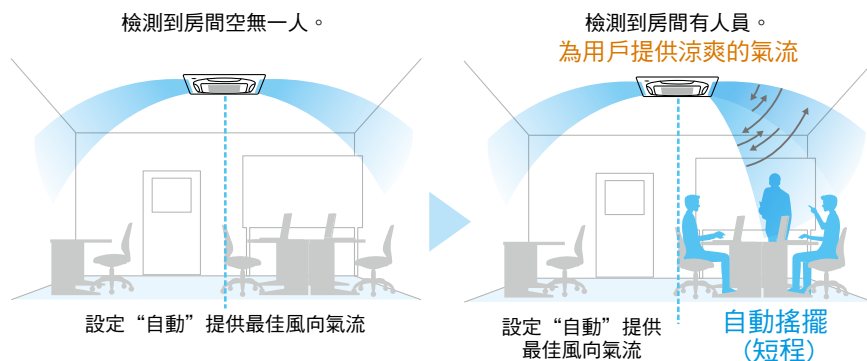 檢測到房間空無一人。
設定“自動”提供最佳風向氣流
檢測到房間有人員。
為用戶提供涼爽的氣流
設定“自動”提供
最佳風向氣流
自動搖擺
（短程）